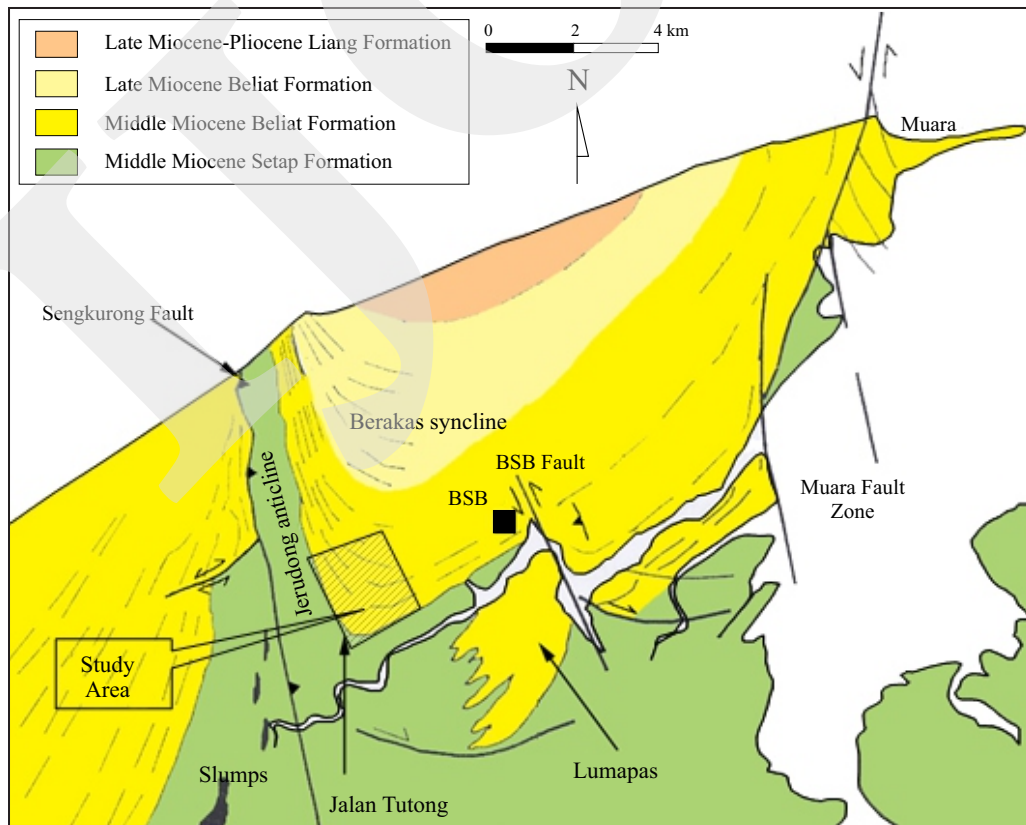 Late Miocene-Pliocene Liang Formation
Late Miocene Beliat Formation
Middle Miocene Beliat Formation
Middle Miocene Setap Formation
0 2 4 km
N
Muara
Sengkurong Fault
Berakas syncline
BSB Fault
BSB
Muara Fault
Zone
Jerudong anticline
Study
Area
Slumps
Jalan Tutong
Lumapas